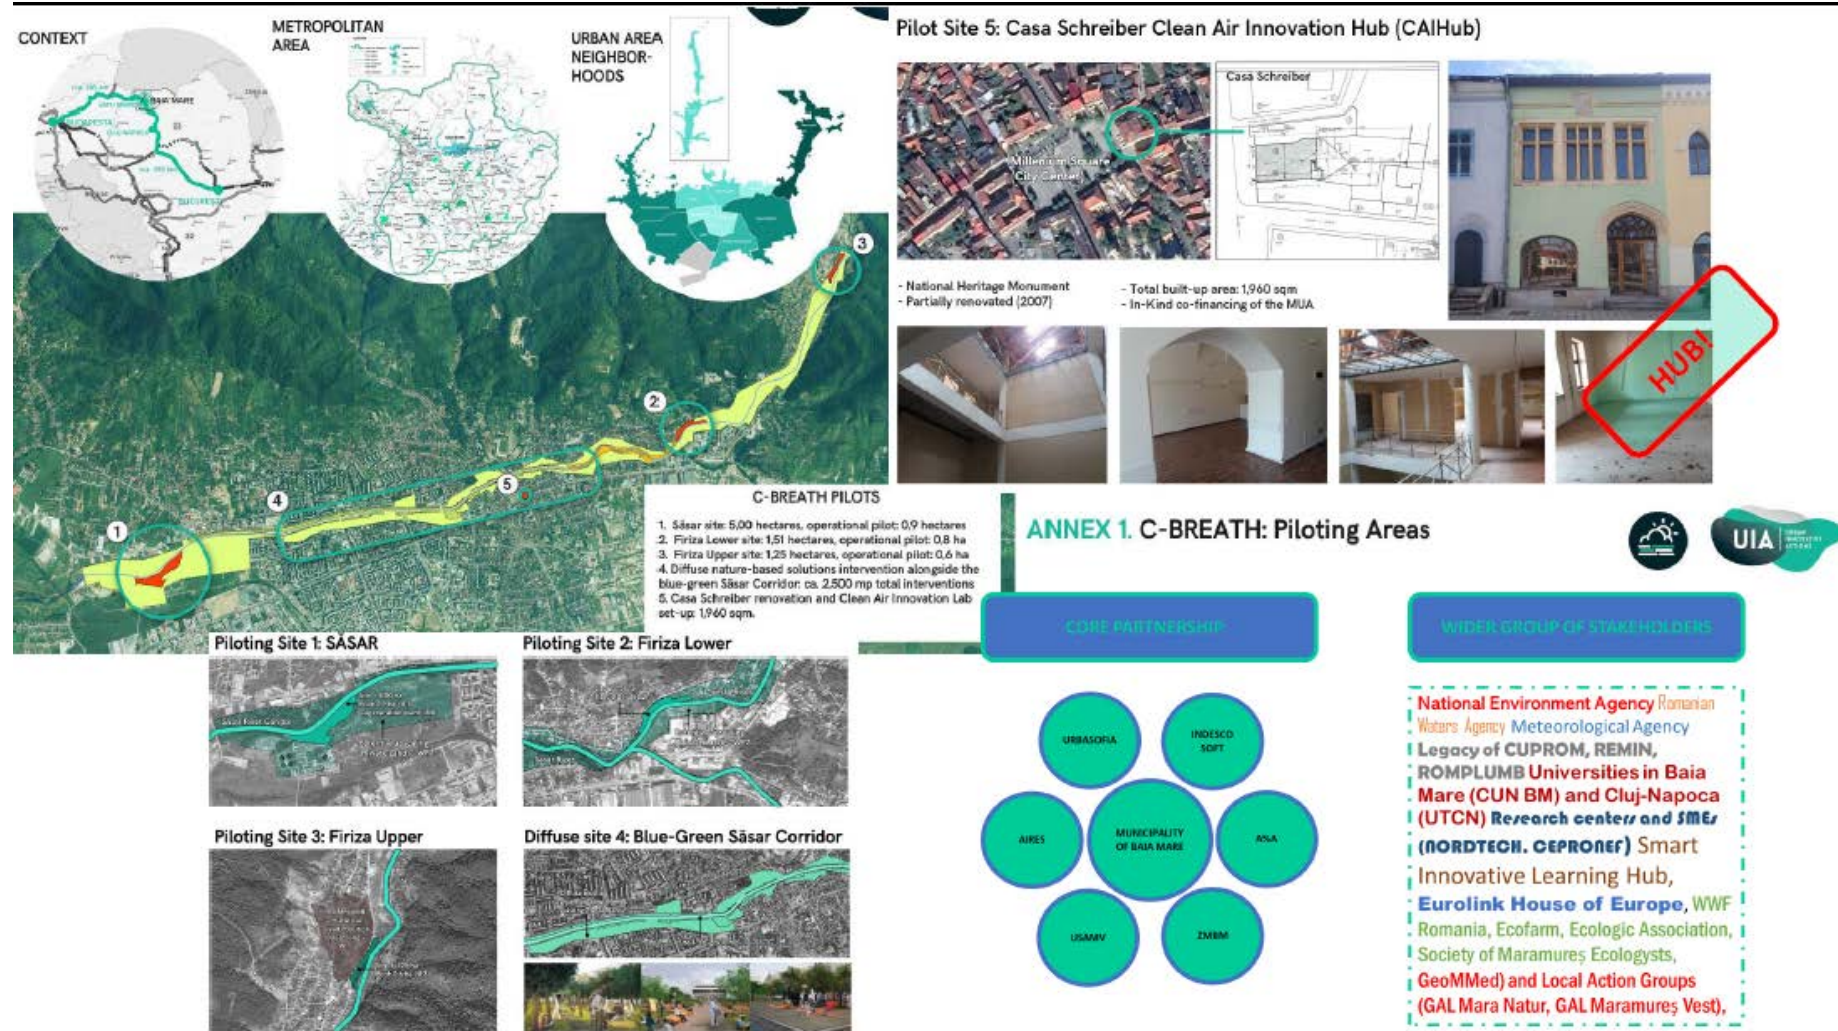 CONTEXT
METROPOLITAN
AREA
URBAN AREA
NEIGHBOR-
HOODS
BAIA MARE
BUDAPESTA
BUCUREȘTI
3
2
5
4
1
C-BREATH PILOTS
1. Săsar site: 5,00 hectares, operational pilot: 0,9 hectares
2. Firiza Lower site: 1,51 hectares, operational pilot: 0,8 ha
3. Firiza Upper site: 1,25 hectares, operational pilot: 0,6 ha
4. Diffuse nature-based solutions intervention alongside the
blue-green Săsar Corridor: ca. 2,500 mp total interventions
5. Casa Schreiber renovation and Clean Air Innovation Lab
set-up: 1,960 sqm.
Piloting Site 1: SĂSAR
Piloting Site 2: Firiza Lower
Piloting Site 3: Firiza Upper
Diffuse site 4: Blue-Green Săsar Corridor
Pilot Site 5: Casa Schreiber Clean Air Innovation Hub (CAIHub)
Millenium Square
City Center
Casa Schreiber
- National Heritage Monument
- Partially renovated (2007)
- Total built-up area: 1,960 sqm
- In-Kind co-financing of the MUA
HUB!
ANNEX 1. C-BREATH: Piloting Areas
UIA
CORE PARTNERSHIP
URBASOFIA
INDESCO
SOFT
AIRES
MUNICIPALITY
OF BAIA MARE
USAMV
ZMBM
WIDER GROUP OF STAKEHOLDERS
National Environment Agency Romanian
Waters Agency Meteorological Agency
Legacy of CUPROM, REMIN,
ROMPLUMB Universities in Baia
Mare (CUN BM) and Cluj-Napoca
(UTCN) Research centers and SMEs
(NORDTECH, CEPRONEF) Smart
Innovative Learning Hub,
Eurolink House of Europe, WWF
Romania, Ecofarm, Ecologic Association,
Society of Maramureș Ecologysts,
GeoMMed) and Local Action Groups
(GAL Mara Natur, GAL Maramureș Vest),